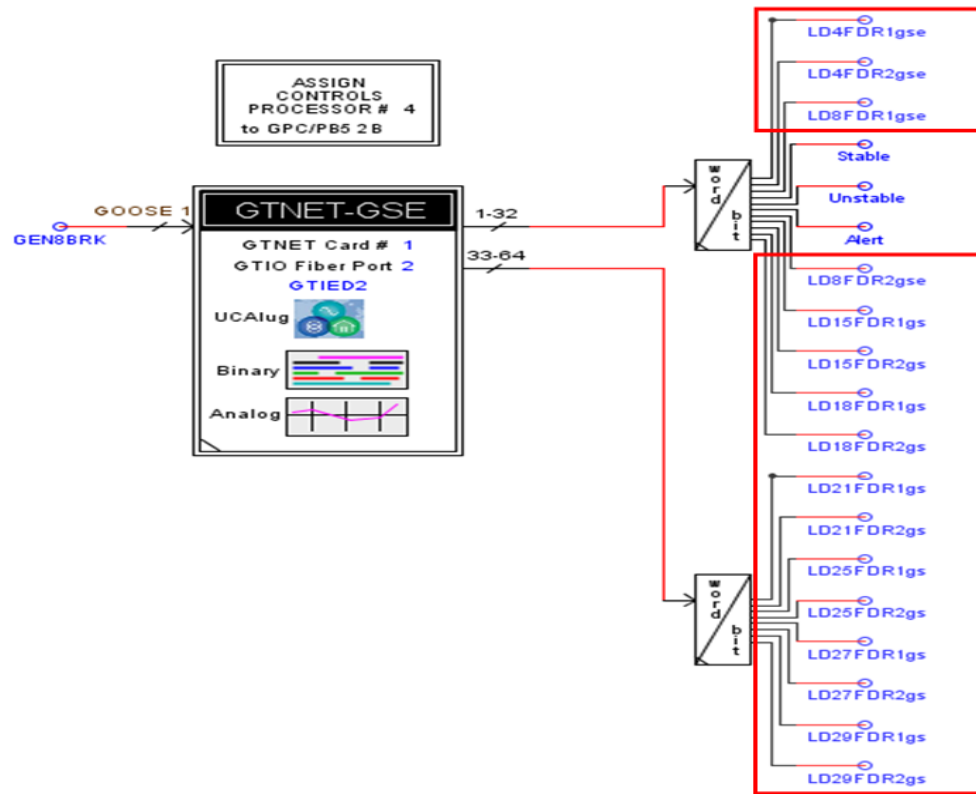 ASSIGN
CONTROLS
PROCESSOR # 4
to GPC/PB5 2 B
GEN8BRK
GOOSE 1
GTNET-GSE
GTNET Card # 1
GTIO Fiber Port 2
GTIED2
UCAIug
Binary
Analog
1-32
33-64
word
bit
LD4FDR1gse
LD4FDR2gse
LD8FDR1gse
Stable
Unstable
Alert
LD8FDR2gse
LD15FDR1gs
LD15FDR2gs
LD18FDR1gs
LD18FDR2gs
word
bit
LD21FDR1gs
LD21FDR2gs
LD25FDR1gs
LD25FDR2gs
LD27FDR1gs
LD27FDR2gs
LD29FDR1gs
LD29FDR2gs